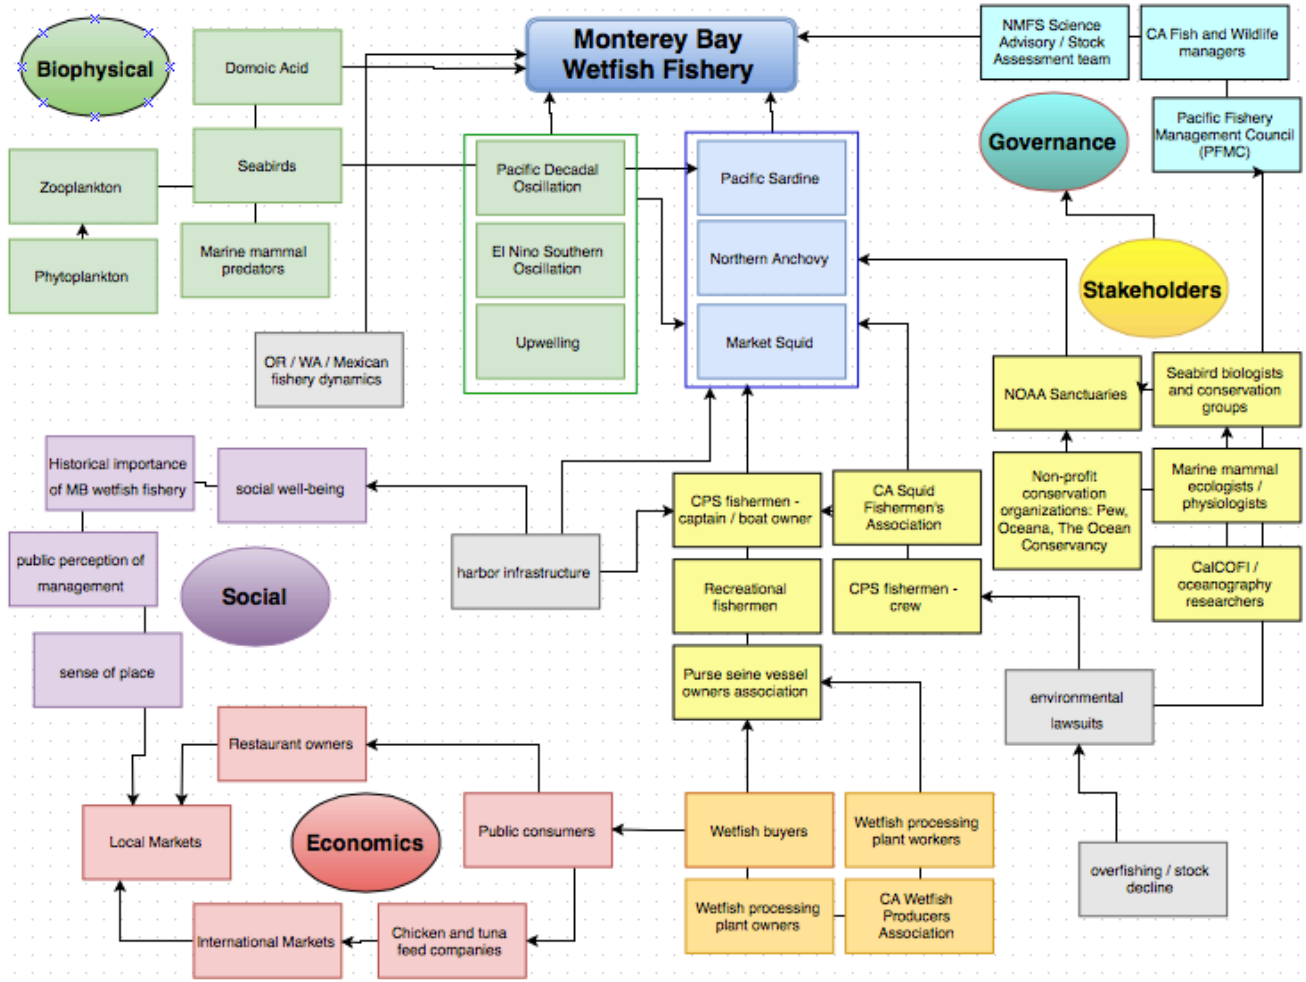 Monterey Bay
Wetfish Fishery
NMFS Science
Advisory / Stock
Assessment team
CA Fish and Wildlife
managers
Biophysical
Domoic Acid
Pacific Fishery
Management Council
(PFMC)
Governance
Seabirds
Zooplankton
Pacific Decadal
Oscillation
Pacific Sardine
Marine mammal
predators
Phytoplankton
El Nino Southern
Oscillation
Northern Anchovy
Stakeholders
Upwelling
Market Squid
OR / WA / Mexican
fishery dynamics
NOAA Sanctuaries
Seabird biologists
and conservation
groups
Historical importance
of MB wetfish fishery
social well-being
CPS fishermen -
captain / boat owner
CA Squid
Fishermen's
Association
Non-profit
conservation
organizations: Pew,
Oceana, The Ocean
Conservancy
Marine mammal
ecologists /
physiologists
public perception of
management
Social
harbor infrastructure
Recreational
fishermen
CPS fishermen -
crew
CalCOFI /
oceanography
researchers
sense of place
Purse seine vessel
owners association
environmental
lawsuits
Restaurant owners
Local Markets
Economics
Public consumers
Wetfish buyers
Wetfish processing
plant workers
overfishing / stock
decline
International Markets
Chicken and tuna
feed companies
Wetfish processing
plant owners
CA Wetfish
Producers
Association